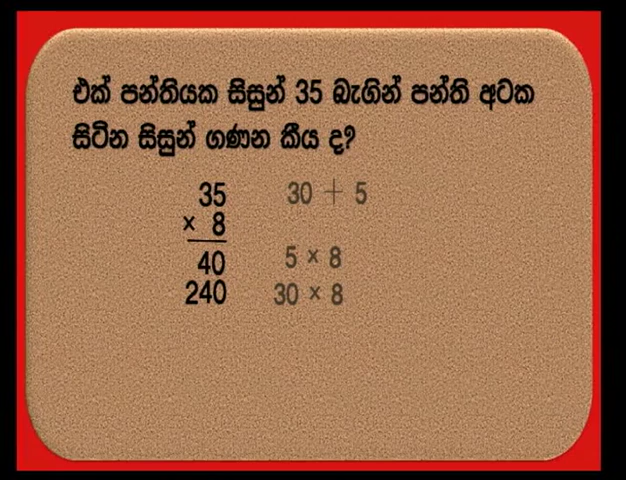 එක් පන්තියක සිසුන් 35 බැගින් පන්ති අටක
සිටින සිසුන් ගණන කීය ද?
35 30 + 5
× 8
40 5 × 8
240 30 × 8